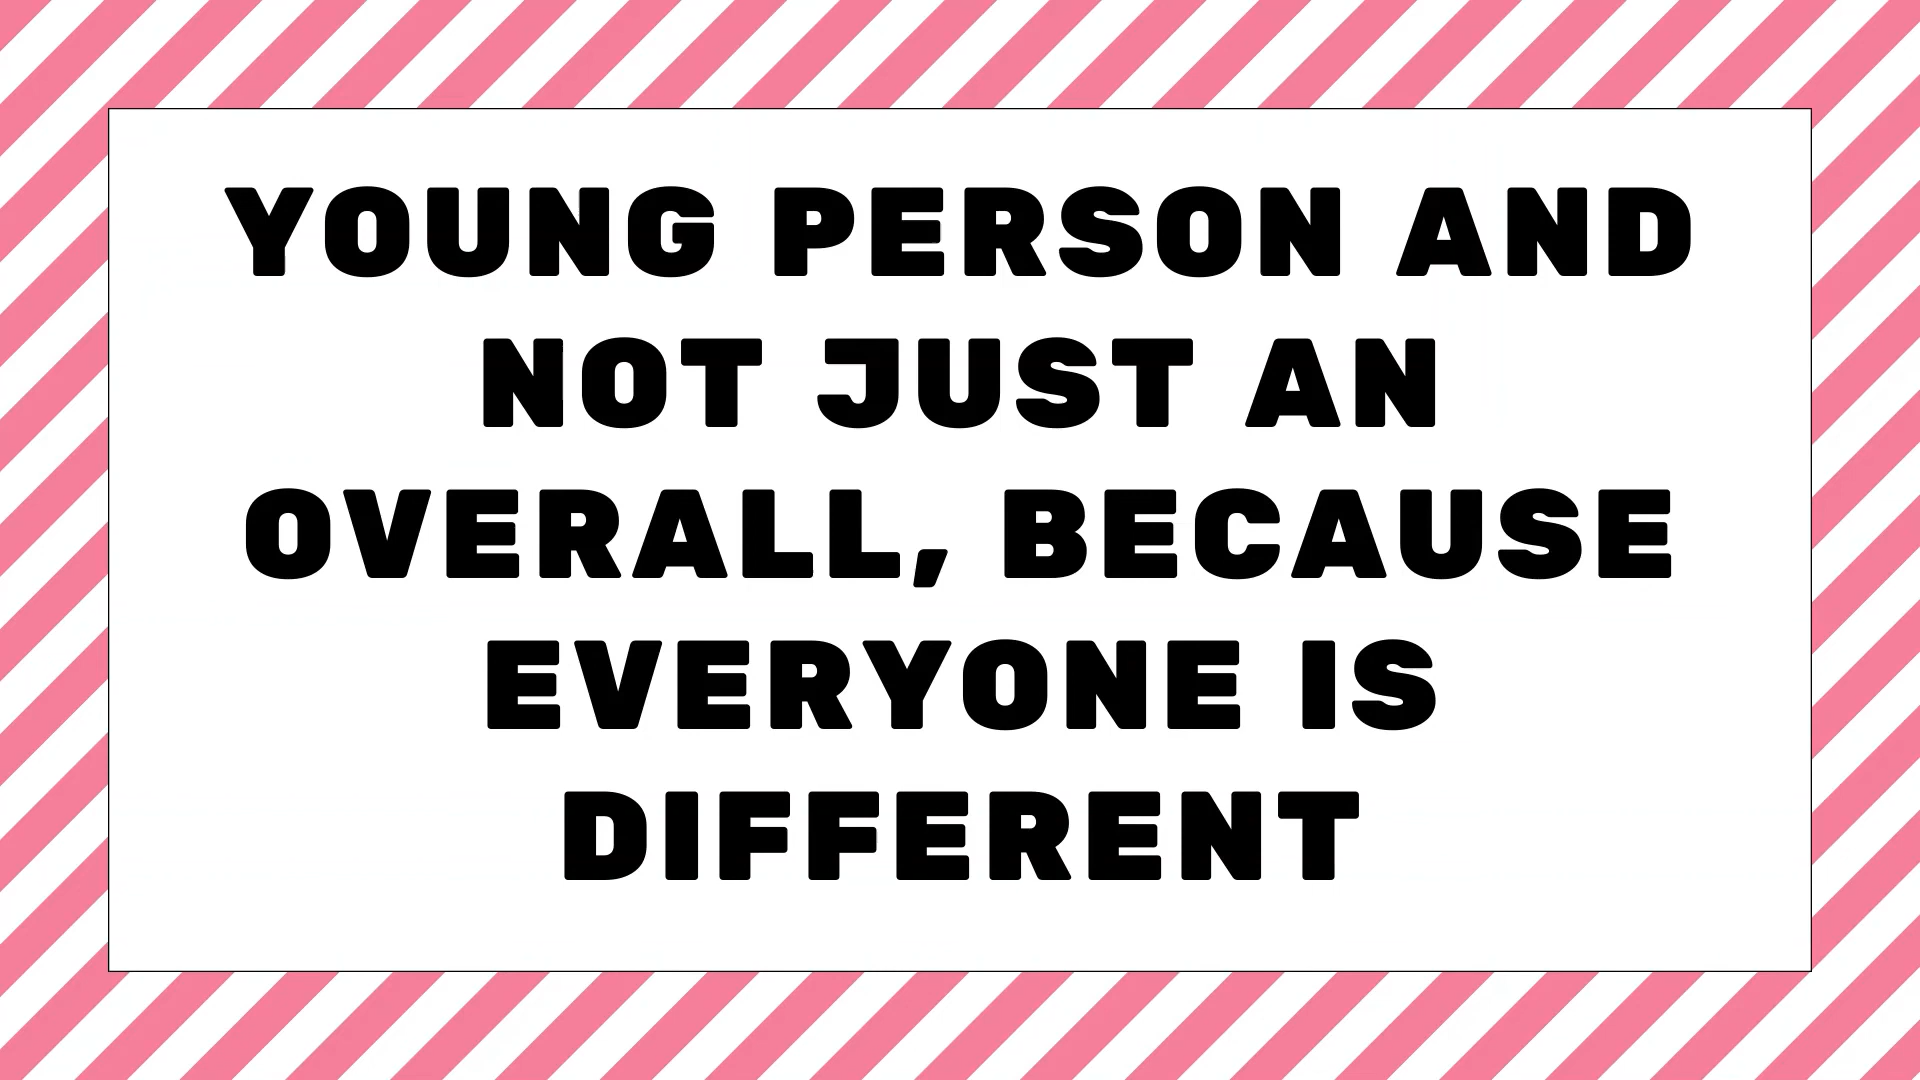 YOUNG PERSON AND
NOT JUST AN
OVERALL, BECAUSE
EVERYONE IS
DIFFERENT